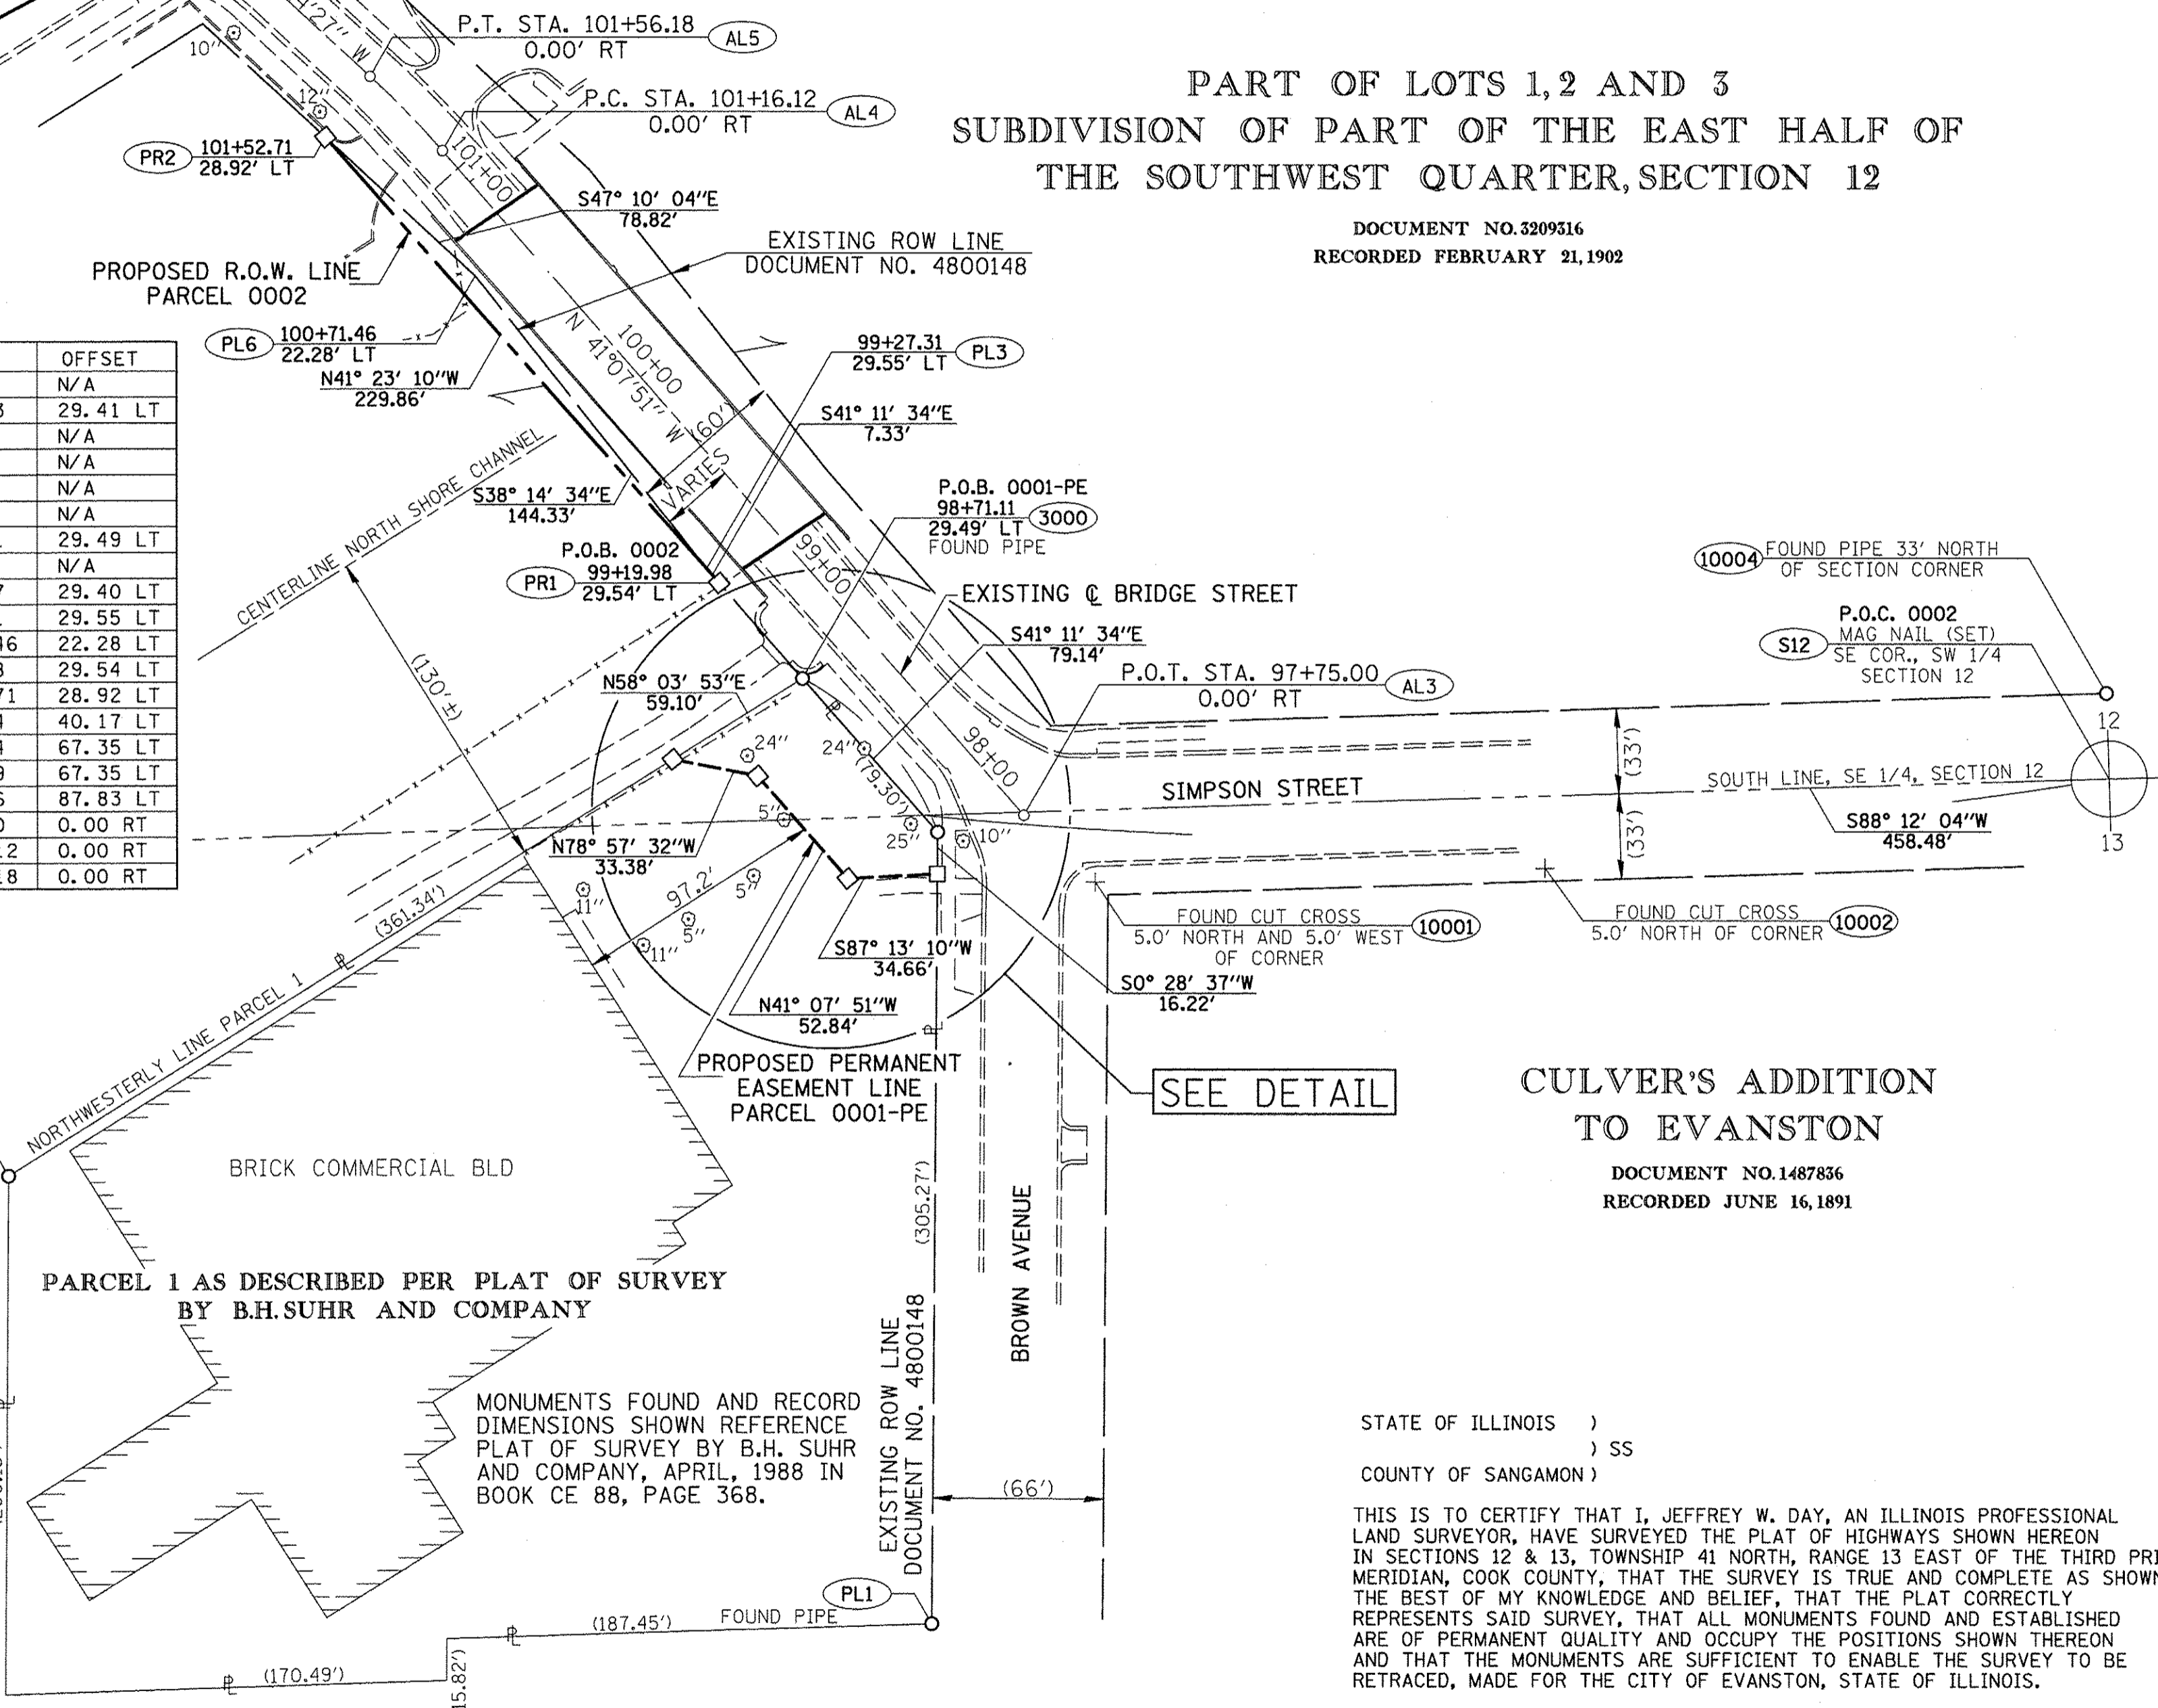 P.T. STA. 101+56.18
0.00' RT
AL5
10"
12"
P.C. STA. 101+16.12
0.00' RT
AL4
101+00
PR2
101+52.71
28.92' LT
S47° 10' 04"E
78.82'
EXISTING ROW LINE
DOCUMENT NO. 4800148
PROPOSED R.O.W. LINE
PARCEL 0002
PL6
100+71.46
22.28' LT
N41° 23' 10"W
229.86'
100+00
N 41°07'51" W
(60')
VARIES
99+27.31
29.55' LT
PL3
S41° 11' 34"E
7.33'
PART OF LOTS 1,2 AND 3
SUBDIVISION OF PART OF THE EAST HALF OF
THE SOUTHWEST QUARTER, SECTION 12
DOCUMENT NO. 3209316
RECORDED FEBRUARY 21, 1902
OFFSET
N/A
29.41 LT
N/A
N/A
N/A
N/A
29.49 LT
N/A
29.40 LT
29.55 LT
22.28 LT
29.54 LT
28.92 LT
40.17 LT
67.35 LT
67.35 LT
87.83 LT
0.00 RT
0.00 RT
0.00 RT
CENTERLINE NORTH SHORE CHANNEL
(130'±)
S38° 14' 34"E
144.33'
P.O.B. 0002
99+19.98
29.54' LT
PR1
P.O.B. 0001-PE
98+71.11
29.49' LT
FOUND PIPE
3000
99+00
EXISTING ℄ BRIDGE STREET
S41° 11' 34"E
79.14'
P.O.T. STA. 97+75.00
0.00' RT
AL3
98+00
N58° 03' 53"E
59.10'
24"
24"
(79.30')
5"
25"
10"
N78° 57' 32"W
33.38'
97.2'
5"
11"
5"
11"
S87° 13' 10"W
34.66'
N41° 07' 51"W
52.84'
S0° 28' 37"W
16.22'
PROPOSED PERMANENT
EASEMENT LINE
PARCEL 0001-PE
SEE DETAIL
10004
FOUND PIPE 33' NORTH
OF SECTION CORNER
P.O.C. 0002
S12
MAG NAIL (SET)
SE COR., SW 1/4
SECTION 12
12
13
SIMPSON STREET
(33')
(33')
SOUTH LINE, SE 1/4, SECTION 12
S88° 12' 04"W
458.48'
FOUND CUT CROSS
5.0' NORTH AND 5.0' WEST
OF CORNER
10001
FOUND CUT CROSS
5.0' NORTH OF CORNER
10002
CULVER'S ADDITION
TO EVANSTON
DOCUMENT NO. 1487836
RECORDED JUNE 16, 1891
(361.34')
NORTHWESTERLY LINE PARCEL 1
BRICK COMMERCIAL BLD
PARCEL 1 AS DESCRIBED PER PLAT OF SURVEY
BY B.H. SUHR AND COMPANY
MONUMENTS FOUND AND RECORD
DIMENSIONS SHOWN REFERENCE
PLAT OF SURVEY BY B.H. SUHR
AND COMPANY, APRIL, 1988 IN
BOOK CE 88, PAGE 368.
(305.27')
EXISTING ROW LINE
DOCUMENT NO. 4800148
BROWN AVENUE
(66')
PL1
FOUND PIPE
(187.45')
(170.49')
15.82')
STATE OF ILLINOIS )
) SS
COUNTY OF SANGAMON )
THIS IS TO CERTIFY THAT I, JEFFREY W. DAY, AN ILLINOIS PROFESSIONAL
LAND SURVEYOR, HAVE SURVEYED THE PLAT OF HIGHWAYS SHOWN HEREON
IN SECTIONS 12 & 13, TOWNSHIP 41 NORTH, RANGE 13 EAST OF THE THIRD PRI
MERIDIAN, COOK COUNTY, THAT THE SURVEY IS TRUE AND COMPLETE AS SHOWN
THE BEST OF MY KNOWLEDGE AND BELIEF, THAT THE PLAT CORRECTLY
REPRESENTS SAID SURVEY, THAT ALL MONUMENTS FOUND AND ESTABLISHED
ARE OF PERMANENT QUALITY AND OCCUPY THE POSITIONS SHOWN THEREON
AND THAT THE MONUMENTS ARE SUFFICIENT TO ENABLE THE SURVEY TO BE
RETRACED, MADE FOR THE CITY OF EVANSTON, STATE OF ILLINOIS.